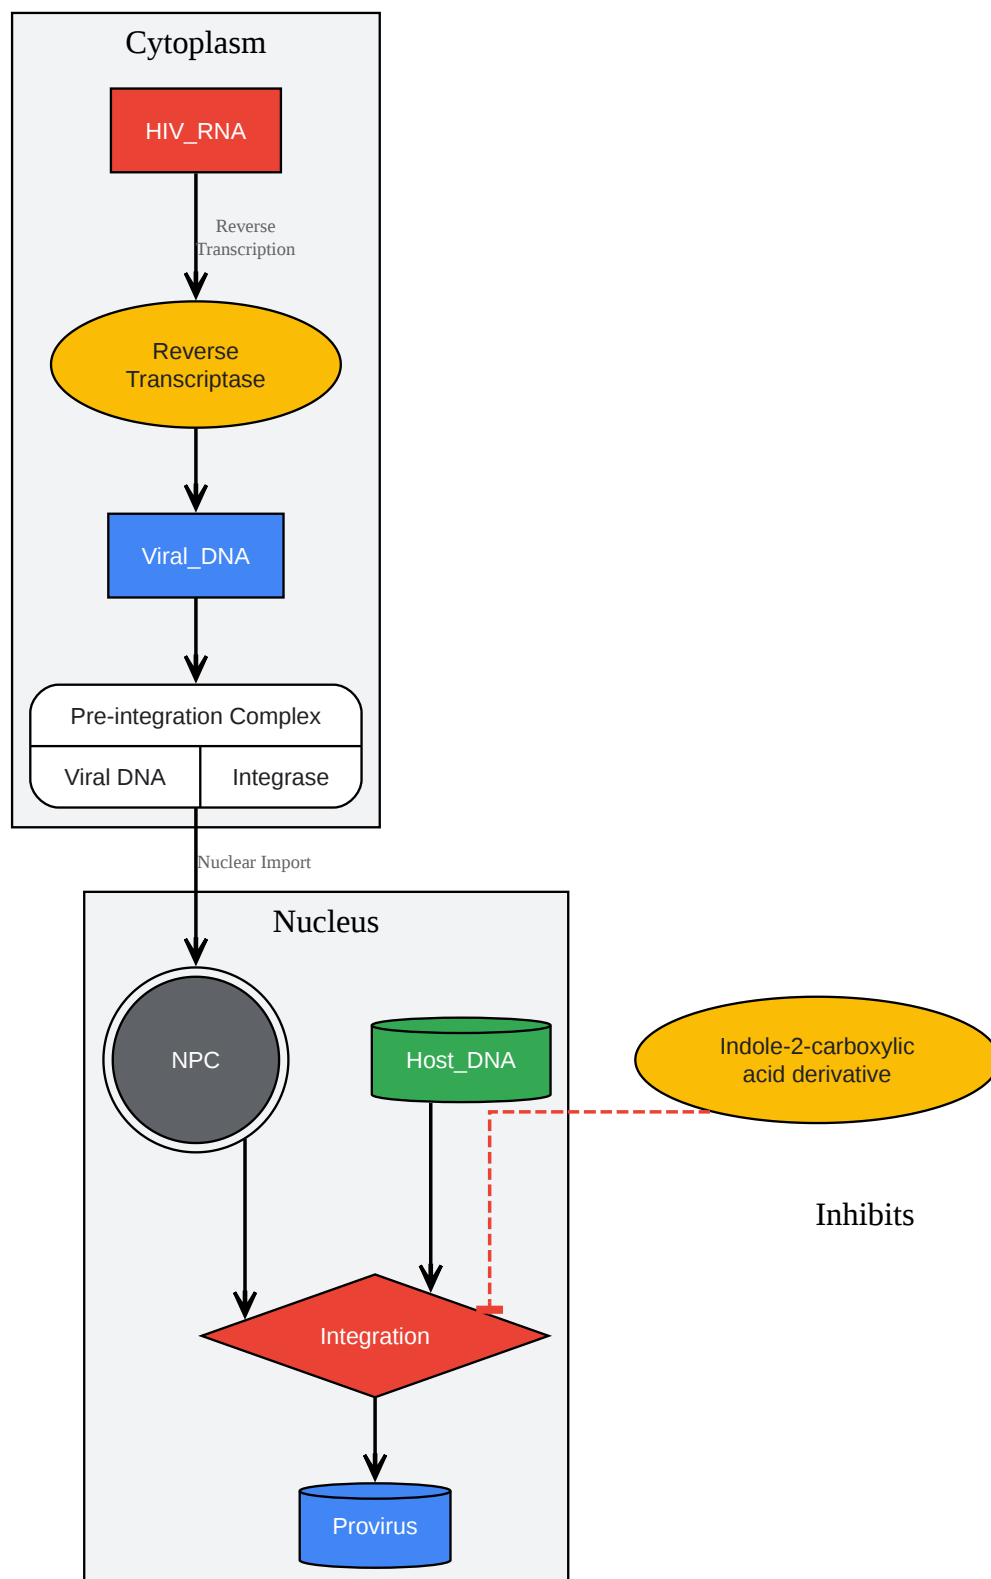 Cytoplasm
HIV_RNA
Reverse
Transcription
Reverse
Transcriptase
Viral_DNA
Pre-integration Complex
Viral DNA
Integrase
Nuclear Import
Nucleus
NPC
Host_DNA
Indole-2-carboxylic
acid derivative
Inhibits
Integration
Provirus